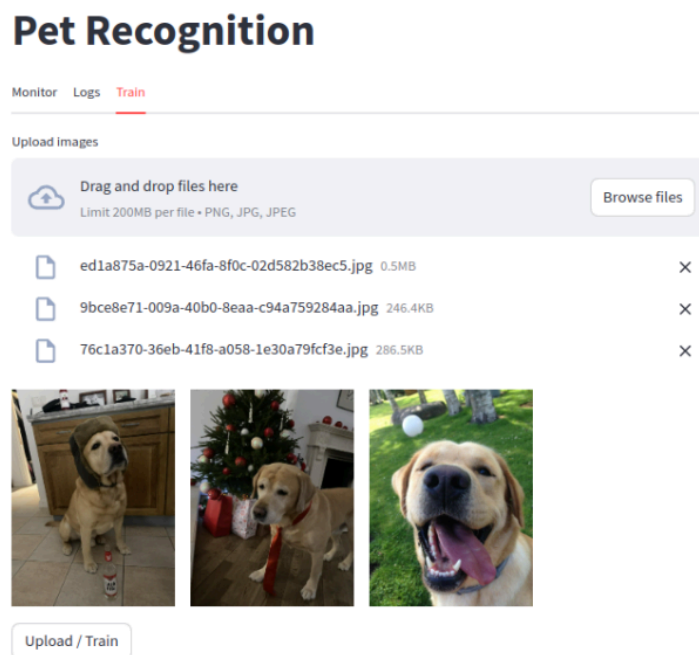 Pet Recognition
Monitor Logs Train
Upload images
Drag and drop files here
Limit 200MB per file • PNG, JPG, JPEG
Browse files
ed1a875a-0921-46fa-8f0c-02d582b38ec5.jpg 0.5MB
9bce8e71-009a-40b0-8eaa-c94a759284aa.jpg 246.4KB
76c1a370-36eb-41f8-a058-1e30a79fcf3e.jpg 286.5KB
Upload / Train